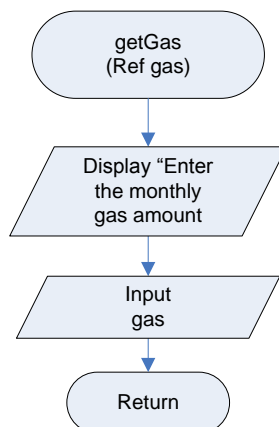 getGas
(Ref gas)
Display “Enter
the monthly
gas amount
Input
gas
Return